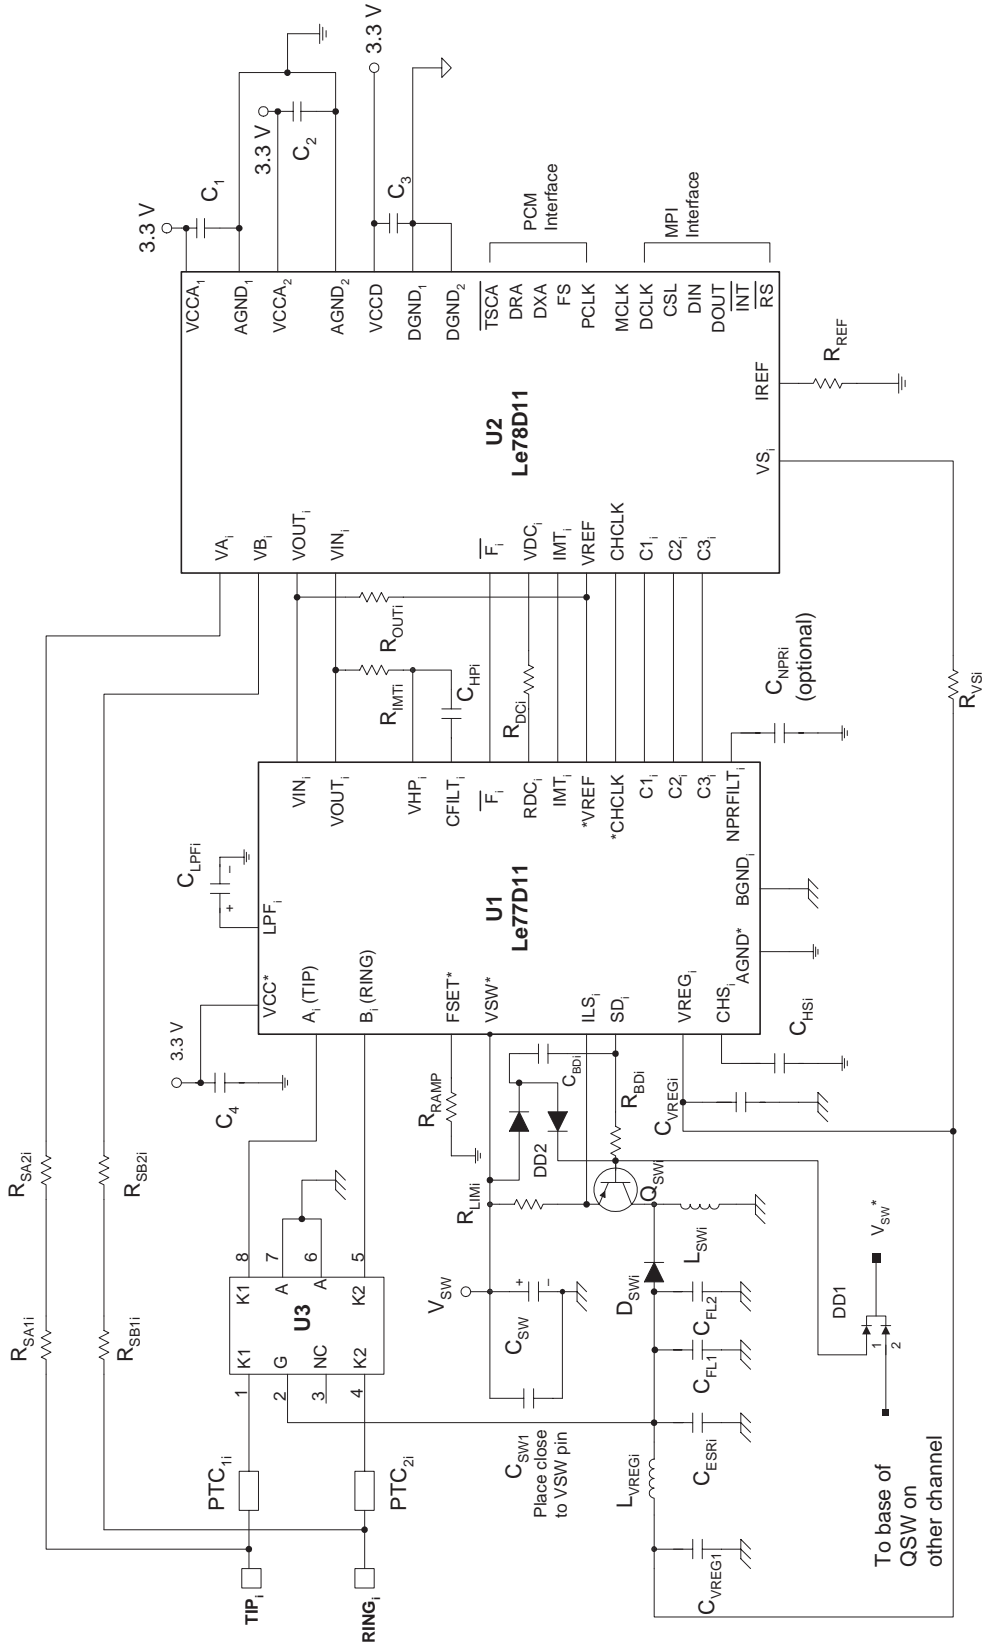 TIPi
RINGi
PTC1i
PTC2i
RSA1i
RSA2i
RSB1i
RSB2i
U3
K1
G
NC
K2
1
2
3
4
K1
A
A
K2
8
7
6
5
3.3 V
C4
CLPFi
+
–
RRAMP
VSW
CSW
+
–
CSW1
Place close
to VSW pin
RLIMi
DD2
CBDi
RBDi
QSWi
LSWi
DSWi
CFL2
CFL1
CESRi
LVREGi
CVREG1
CVREGi
CHSi
DD1
1
2
VSW*
To base of
QSW on
other channel
U1
Le77D11
LPFi
VCC*
Ai (TIP)
Bi (RING)
FSET*
VSW*
ILSi
SDi
VREGi
CHSi
AGND*
BGNDi
VINi
VOUTi
VHPi
CFILTi
Fi
RDCi
IMTi
*VREF
*CHCLK
C1i
C2i
C3i
NPRFILTi
ROUTi
RIMTi
CHPi
RDCi
CNPRi
(optional)
RVSi
U2
Le78D11
VAi
VBi
VOUTi
VINi
Fi
VDCi
IMTi
VREF
CHCLK
C1i
C2i
C3i
VSi
IREF
RREF
VCCA1
AGND1
VCCA2
AGND2
VCCD
DGND1
DGND2
TSCA
DRA
DXA
FS
PCLK
MCLK
DCLK
CSL
DIN
DOUT
INT
RS
3.3 V
C1
3.3 V
C2
3.3 V
C3
PCM
Interface
MPI
Interface